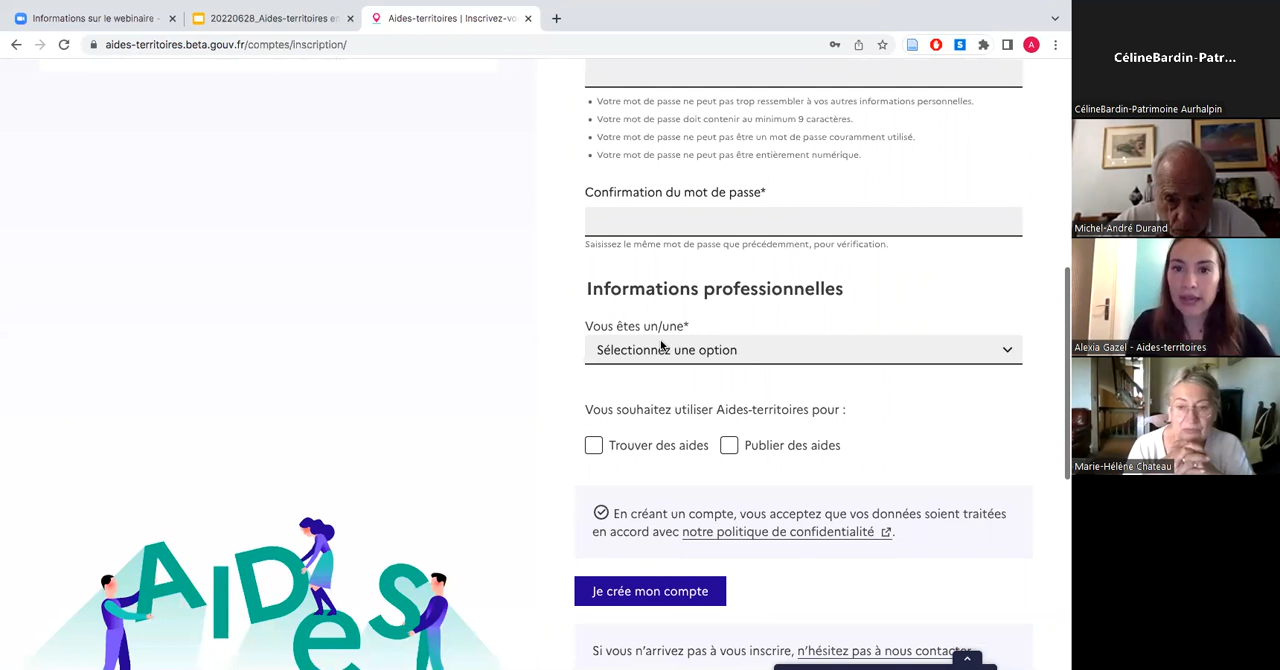 Informations sur le webinaire -
20220628_Aides-territoires e
Aides-territoires | Inscrivez-vo
aides-territoires.beta.gouv.fr/comptes/inscription/
A
Votre mot de passe ne peut pas trop ressembler à vos autres informations personnelles.
Votre mot de passe doit contenir au minimum 9 caractères.
Votre mot de passe ne peut pas être un mot de passe couramment utilisé.
Votre mot de passe ne peut pas être entièrement numérique.
Confirmation du mot de passe*
Saisissez le même mot de passe que précédemment, pour vérification.
Informations professionnelles
Vous êtes un/une*
Sélectionnez une option
Vous souhaitez utiliser Aides-territoires pour :
Trouver des aides
Publier des aides
En créant un compte, vous acceptez que vos données soient traitées
en accord avec notre politique de confidentialité.
Je crée mon compte
Si vous n'arrivez pas à vous inscrire, n'hésitez pas à nous contacter.
AIDes
CélineBardin-Patr...
CélineBardin-Patrimoine Aurhalpin
Michel-André Durand
Alexia Gazel - Aides-territoires
Marie-Hélène Chateau